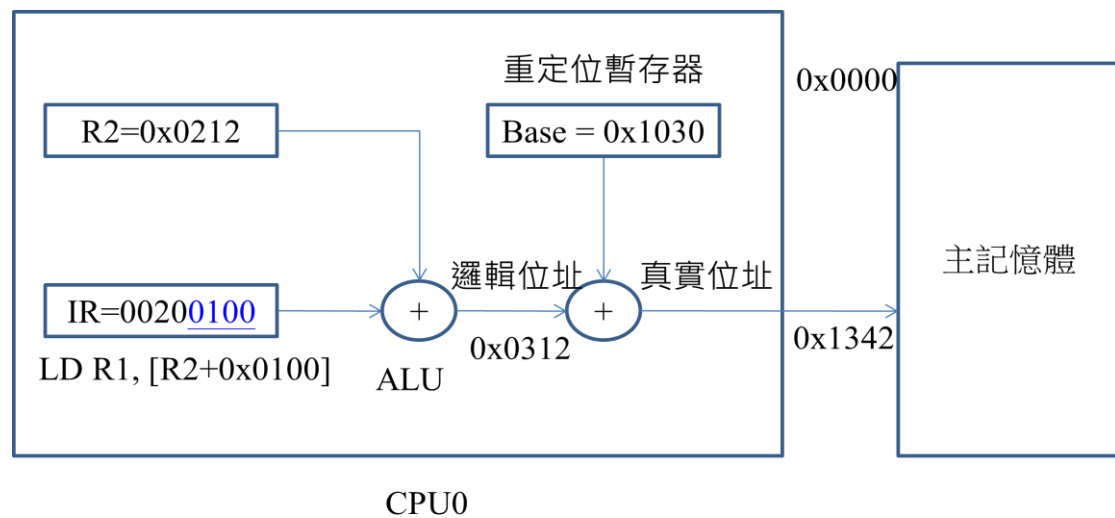 重定位暫存器
0x0000
R2=0x0212
Base = 0x1030
主記憶體
邏輯位址
真實位址
IR=00200100
+
+
0x0312
0x1342
LD R1, [R2+0x0100]
ALU
CPU0